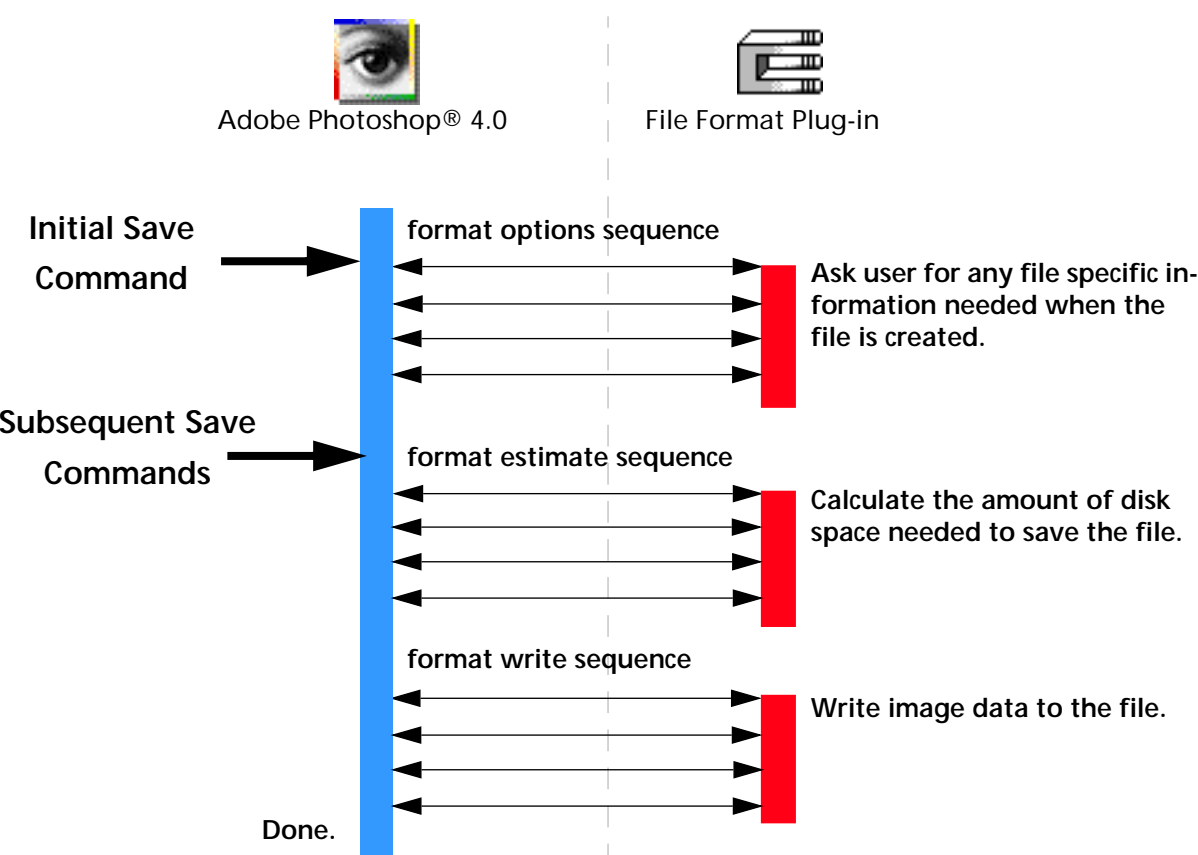 Adobe Photoshop® 4.0
File Format Plug-in
Initial Save
Command
format options sequence
Ask user for any file specific in-
formation needed when the
file is created.
Subsequent Save
Commands
format estimate sequence
Calculate the amount of disk
space needed to save the file.
format write sequence
Write image data to the file.
Done.